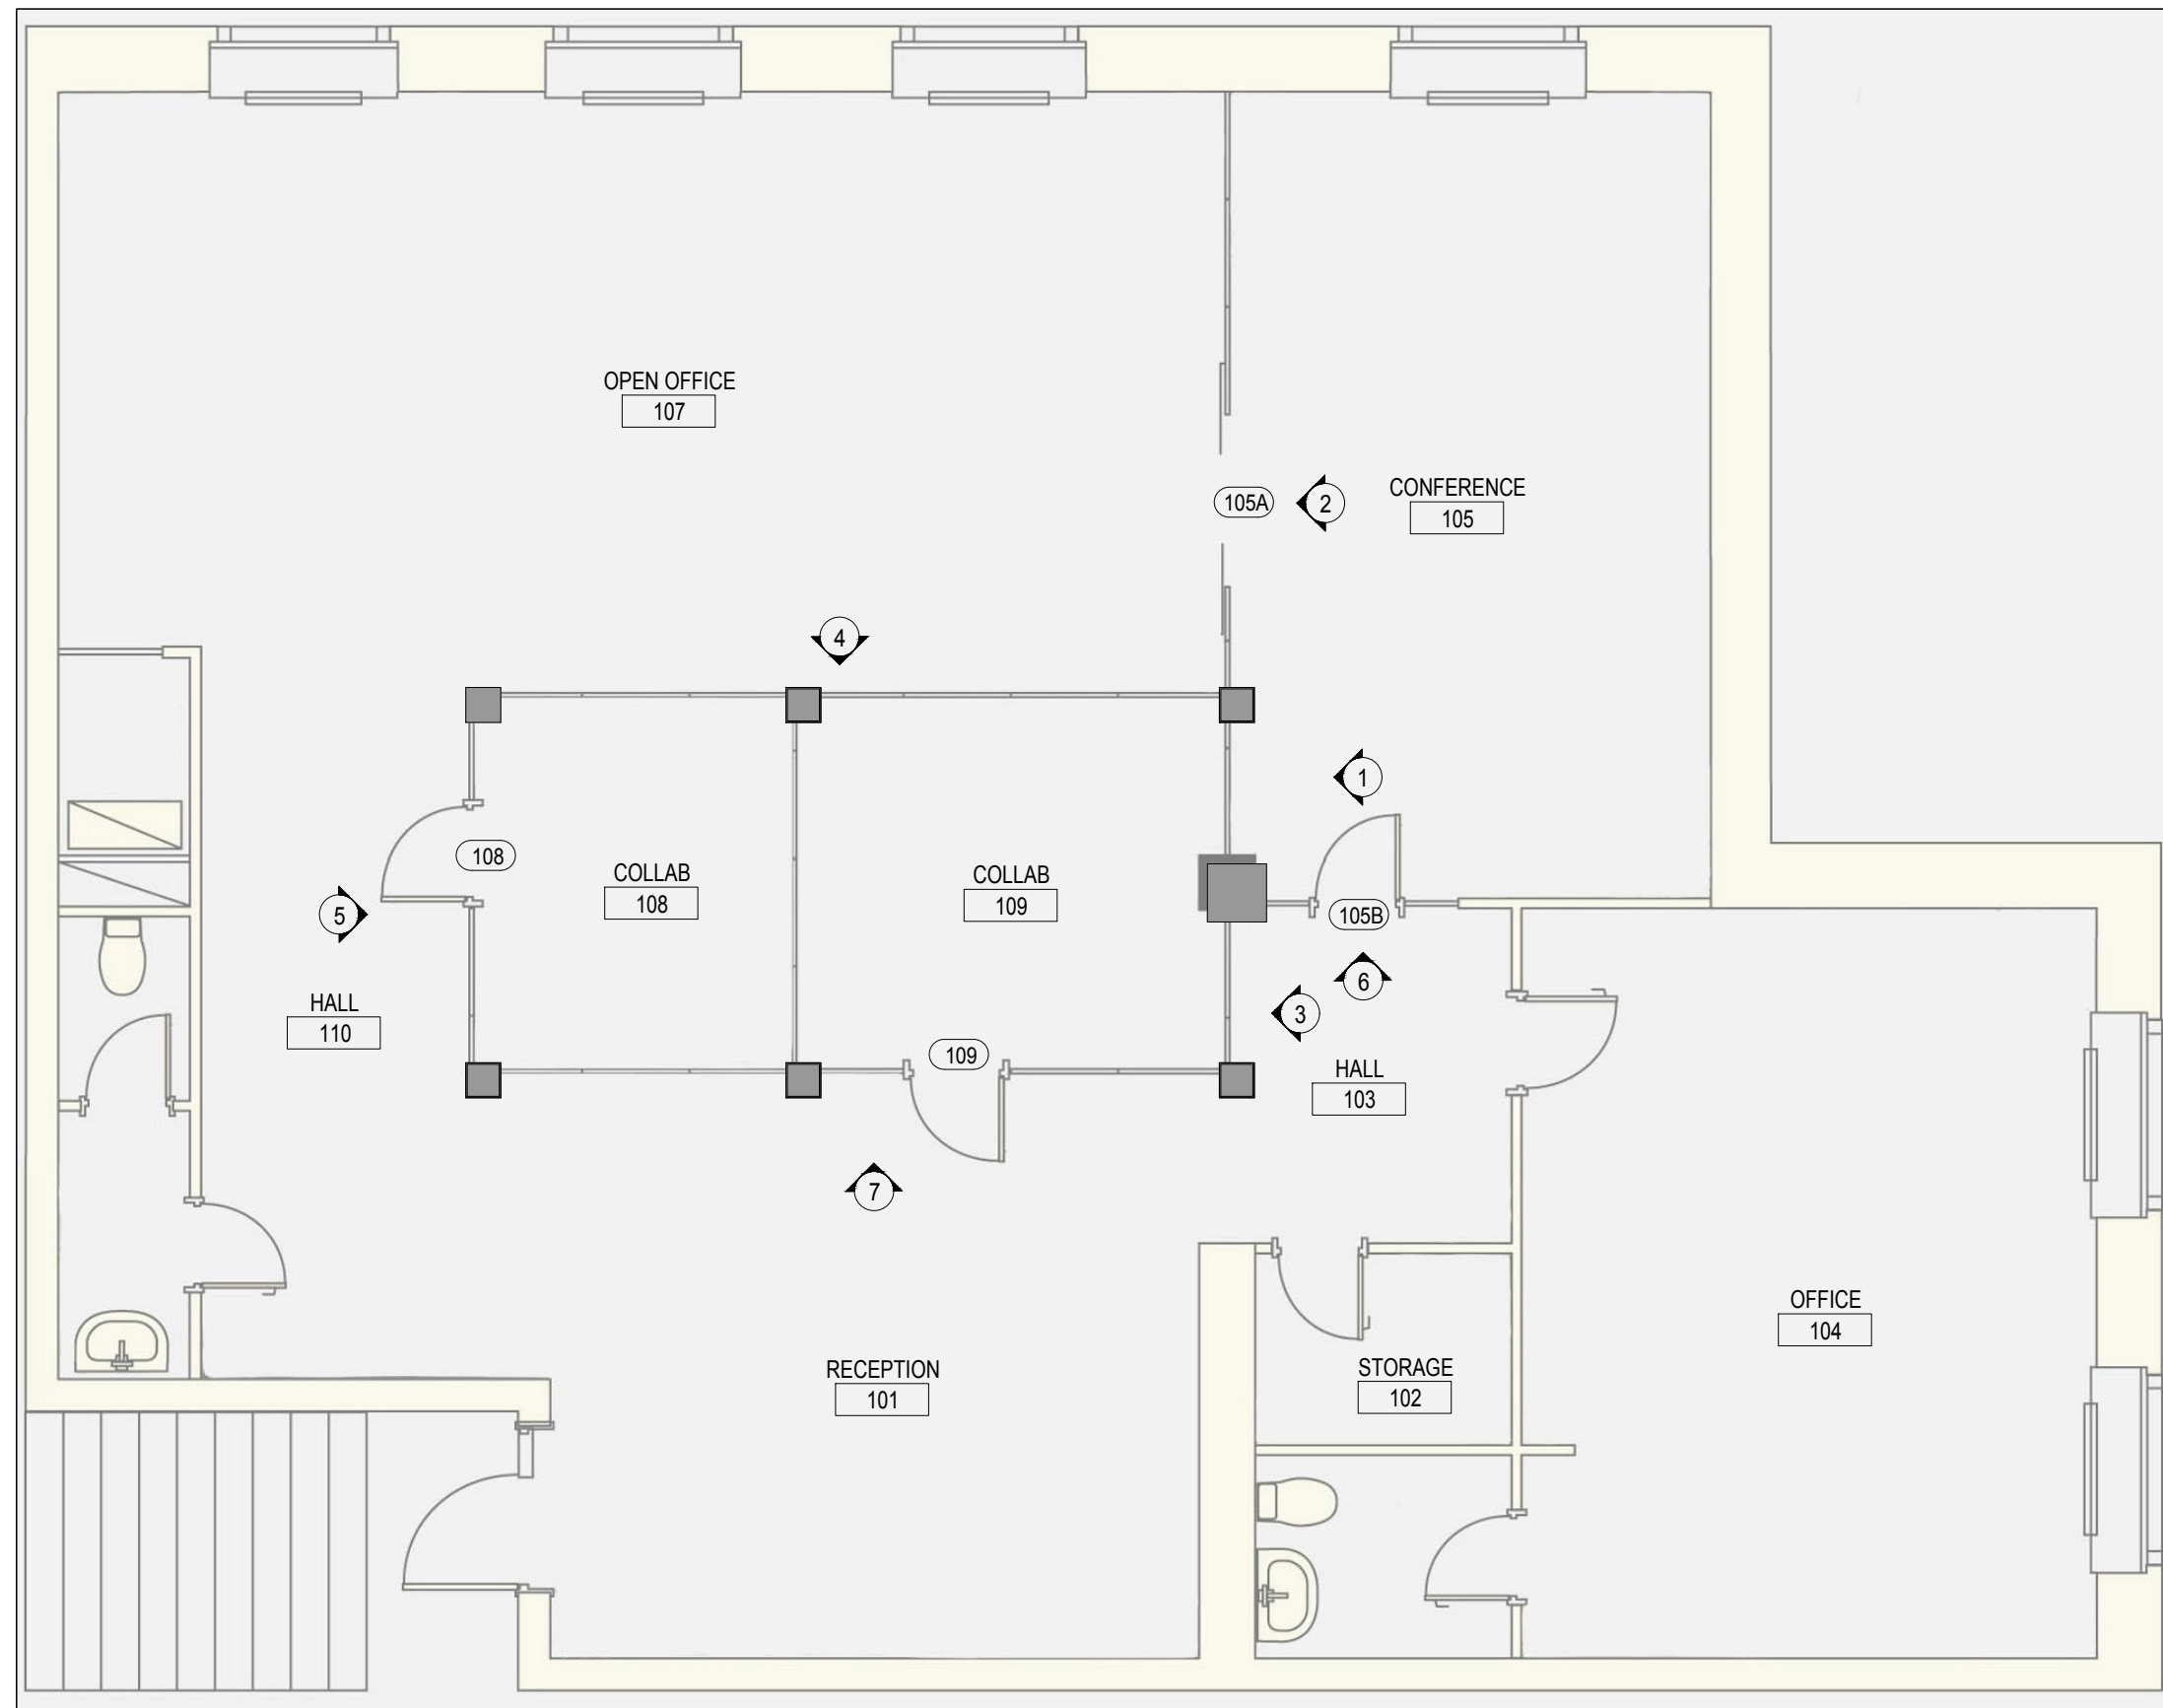 OPEN OFFICE
107
CONFERENCE
105
105A
2
4
1
108
COLLAB
108
COLLAB
109
105B
5
6
3
HALL
110
109
HALL
103
7
OFFICE
104
RECEPTION
101
STORAGE
102